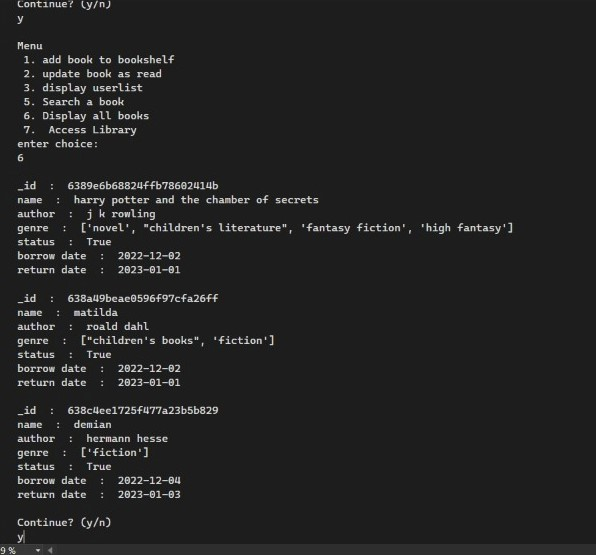 Continue? (y/n)
y
Menu
1. add book to bookshelf
2. update book as read
3. display userlist
5. Search a book
6. Display all books
7.  Access Library
enter choice:
6
_id  :  6389e6b68824ffb78602414b
name  :  harry potter and the chamber of secrets
author  :  j k rowling
genre  :  ['novel', "children's literature", 'fantasy fiction', 'high fantasy']
status  :  True
borrow date  :  2022-12-02
return date  :  2023-01-01
_id  :  638a49beae0596f97cfa26ff
name  :  matilda
author  :  roald dahl
genre  :  ["children's books", 'fiction']
status  :  True
borrow date  :  2022-12-02
return date  :  2023-01-01
_id  :  638c4ee1725f477a23b5b829
name  :  demian
author  :  hermann hesse
genre  :  ['fiction']
status  :  True
borrow date  :  2022-12-04
return date  :  2023-01-03
Continue? (y/n)
y
9 %